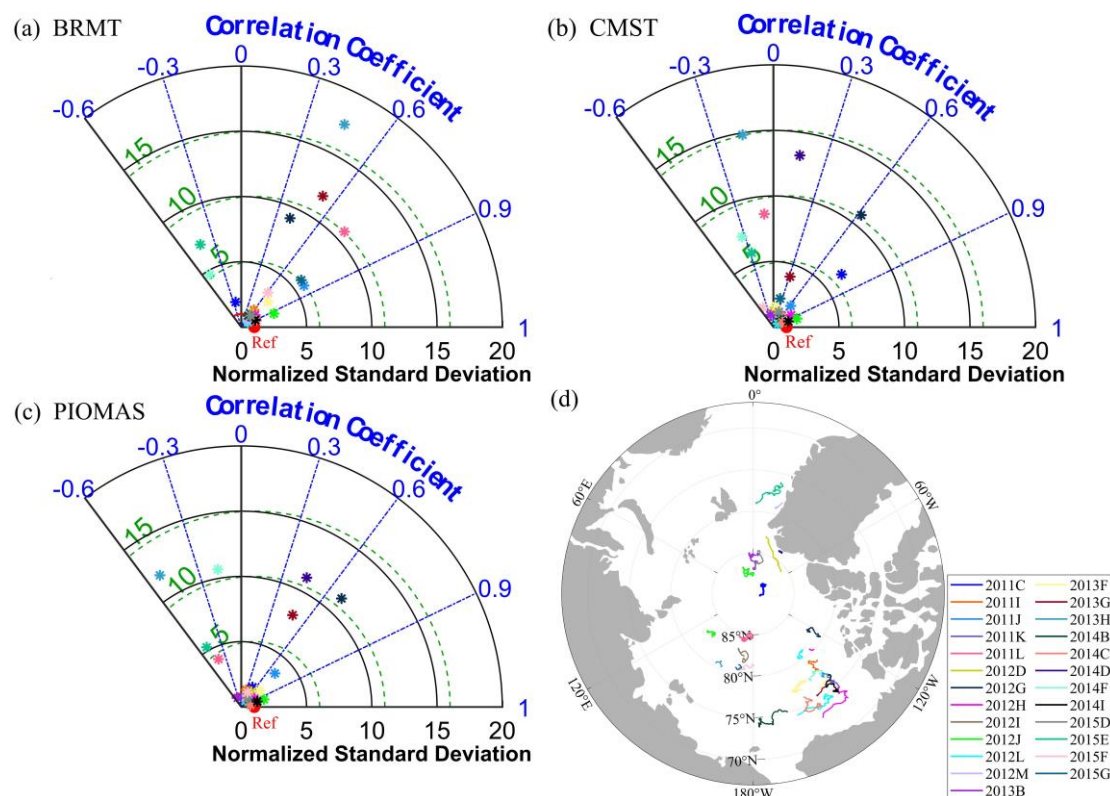 (a) BRMT
Correlation Coefficient
-0.6
-0.3
0
0.3
0.6
0.9
1
15
10
5
Ref
0
5
10
15
20
Normalized Standard Deviation
(b) CMST
Correlation Coefficient
-0.6
-0.3
0
0.3
0.6
0.9
1
15
10
5
Ref
0
5
10
15
20
Normalized Standard Deviation
(c) PIOMAS
Correlation Coefficient
-0.6
-0.3
0
0.3
0.6
0.9
1
15
10
5
Ref
0
5
10
15
20
Normalized Standard Deviation
(d)
0°
60°E
60°W
120°E
120°W
180°W
85°N
80°N
75°N
70°N
2011C
2011I
2011J
2011K
2011L
2012D
2012G
2012H
2012I
2012J
2012L
2012M
2013B
2013F
2013G
2013H
2014B
2014C
2014D
2014F
2014I
2015D
2015E
2015F
2015G